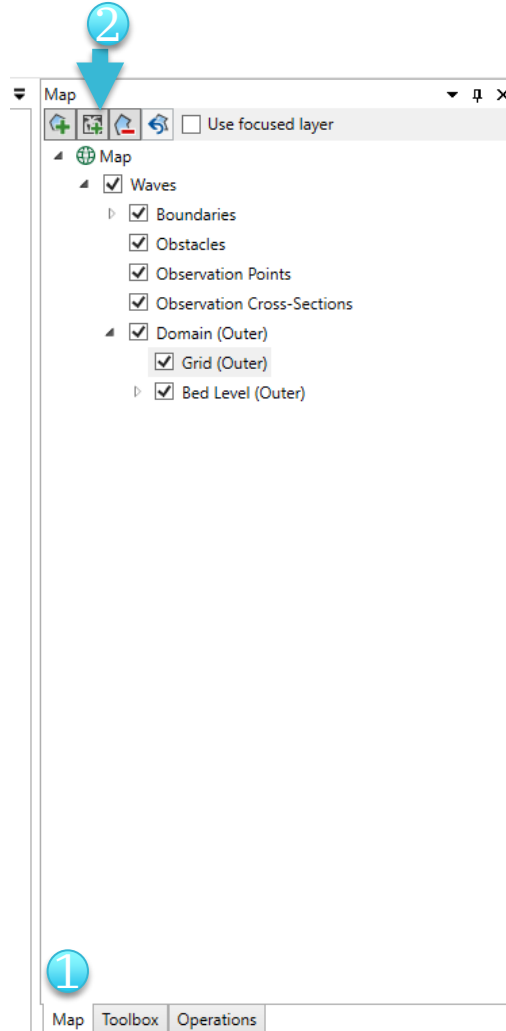 2
Map
Use focused layer
Map
Waves
Boundaries
Obstacles
Observation Points
Observation Cross-Sections
Domain (Outer)
Grid (Outer)
Bed Level (Outer)
1
Map Toolbox Operations